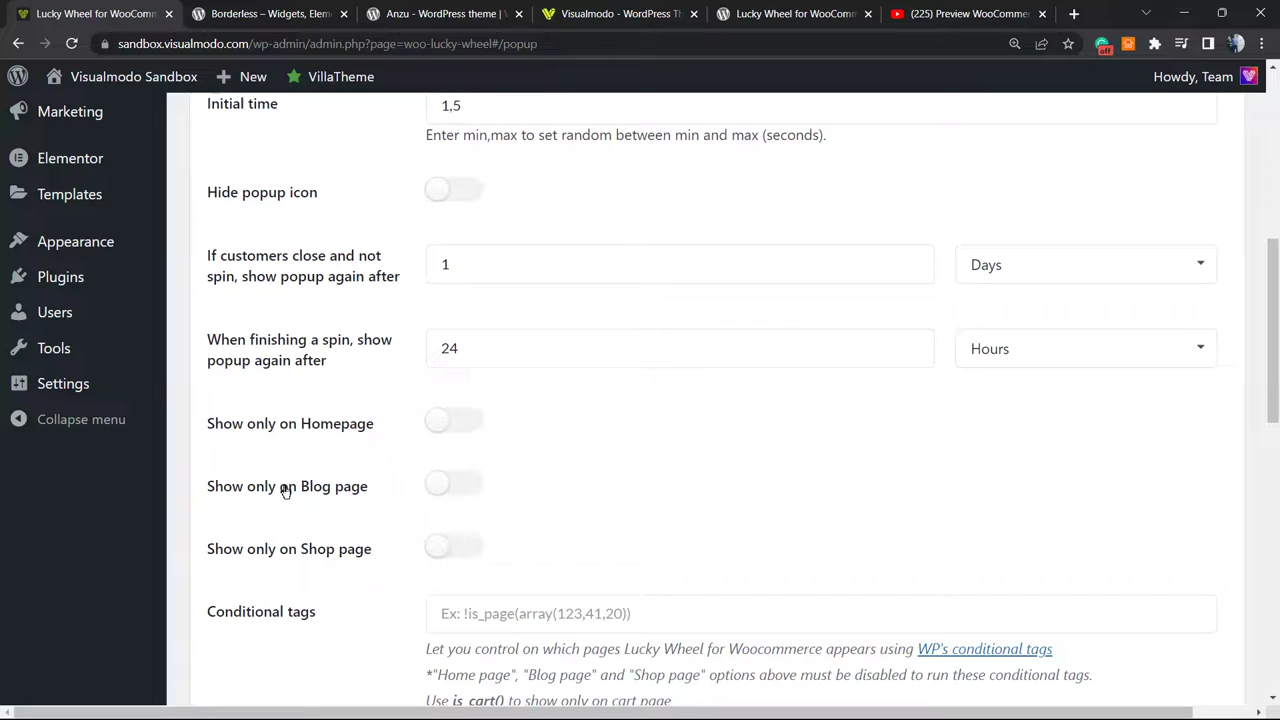 Lucky Wheel for WooComm
Borderless – Widgets, Elem
Anzu - WordPress theme | V
Visualmodo - WordPress Th
Lucky Wheel for WooComm
(225) Preview WooComme
sandbox.visualmodo.com/wp-admin/admin.php?page=woo-lucky-wheel#/popup
off
Visualmodo Sandbox
New
VillaTheme
Howdy, Team
Marketing
Elementor
Templates
Appearance
Plugins
Users
Tools
Settings
Collapse menu
Initial time
1,5
Enter min,max to set random between min and max (seconds).
Hide popup icon
If customers close and not
spin, show popup again after
1
Days
When finishing a spin, show
popup again after
24
Hours
Show only on Homepage
Show only on Blog page
Show only on Shop page
Conditional tags
Ex: !is_page(array(123,41,20))
Let you control on which pages Lucky Wheel for Woocommerce appears using WP's conditional tags
*"Home page", "Blog page" and "Shop page" options above must be disabled to run these conditional tags.
Use is_cart() to show only on cart page